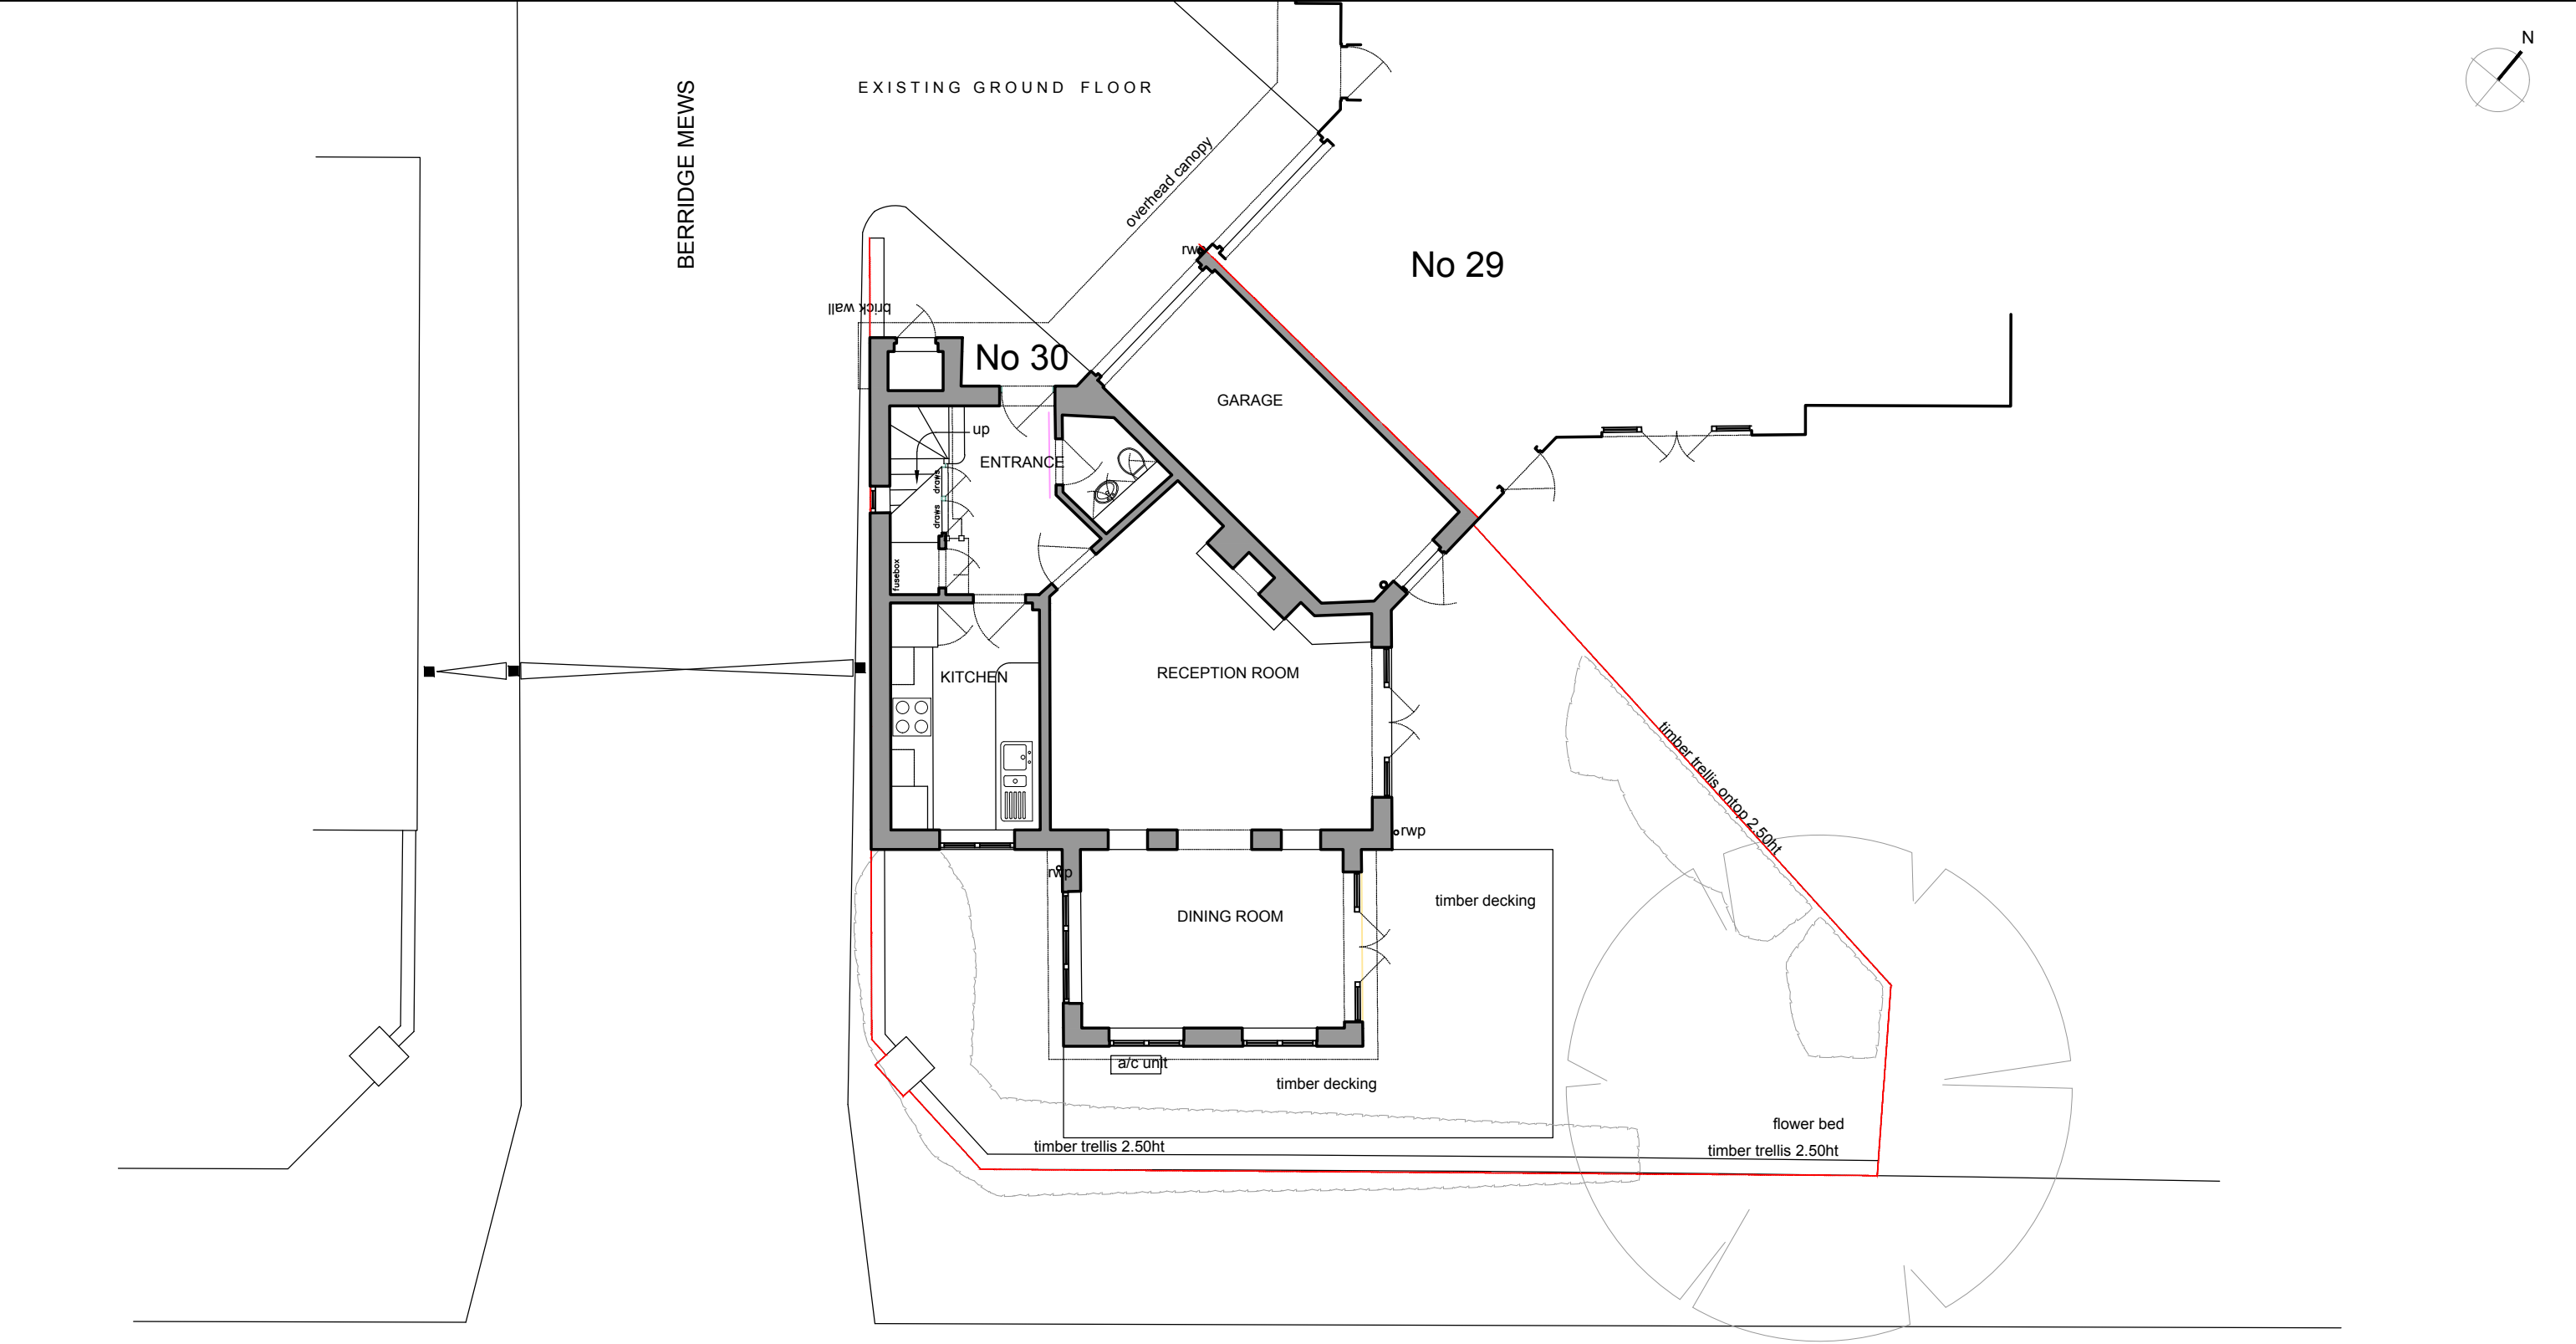 N
EXISTING GROUND FLOOR
BERRIDGE MEWS
overhead canopy
rwp
No 29
brick wall
No 30
GARAGE
up
ENTRANCE
draws
draws
fusebox
KITCHEN
RECEPTION ROOM
timber trellis ontop 2.50ht
rwp
rwp
timber decking
DINING ROOM
a/c unit
timber decking
flower bed
timber trellis 2.50ht
timber trellis 2.50ht